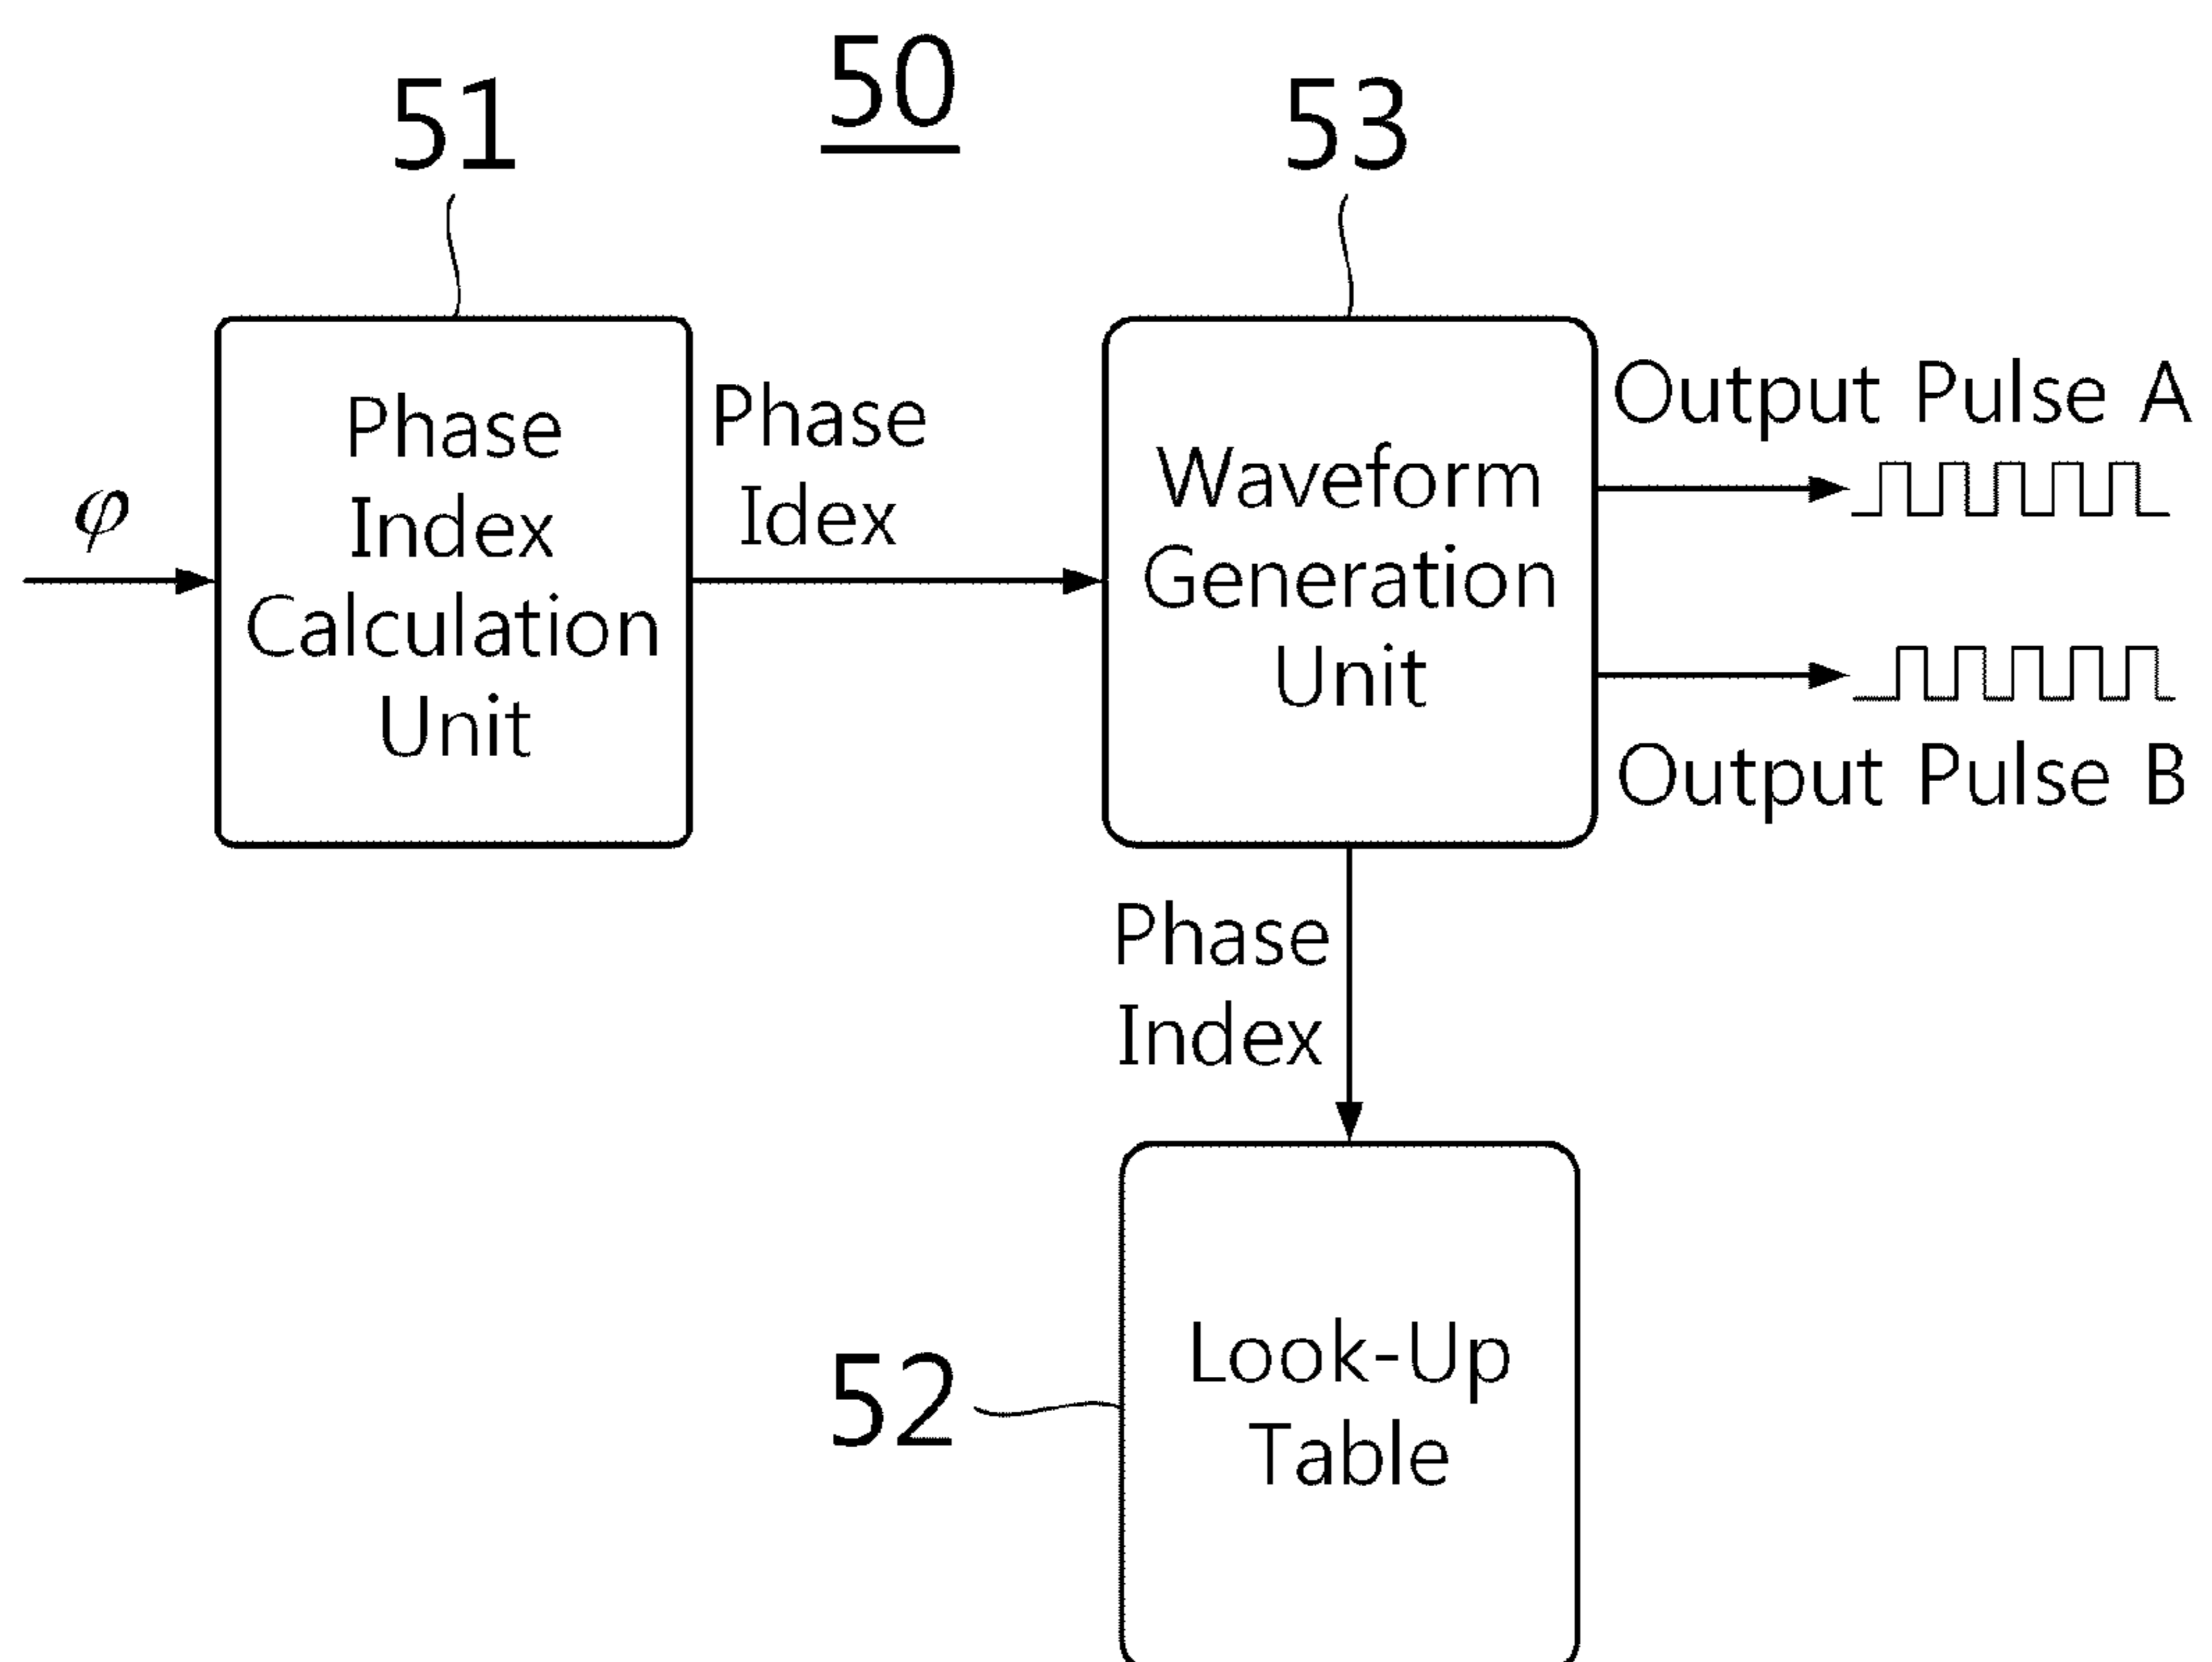 50
51
53
φ
Phase
Index
Calculation
Unit
Phase
Idex
Waveform
Generation
Unit
Output Pulse A
Output Pulse B
Phase
Index
52
Look-Up
Table